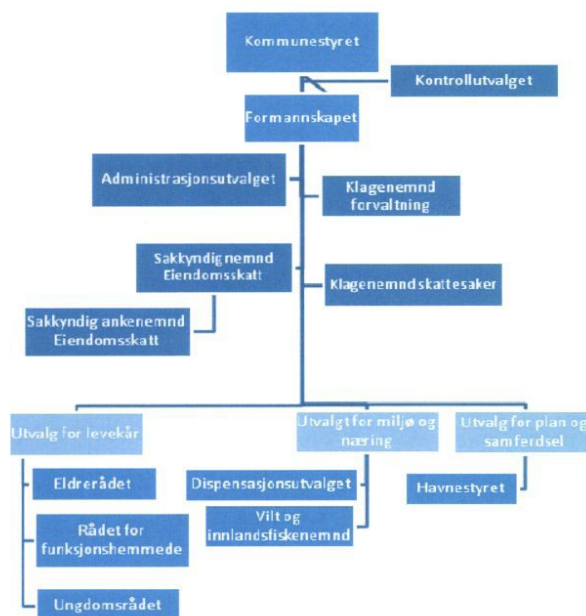 Kommunestyret
Kontrollutvalget
Formannskapet
Administrasjonsutvalget
Klagenemnd
forvaltning
Sakkyndig nemnd
Eiendomsskatt
Klagenemnd skattesaker
Sakkyndig ankenemnd
Eiendomsskatt
Utvalg for levekår
Utvalgt for miljø og
næring
Utvalg for plan og
samferdsel
Eldrerådet
Dispensasjonsutvalget
Havnestyret
Rådet for
funksjonshemmede
Vilt og
innlandsfiskenemnd
Ungdomsrådet